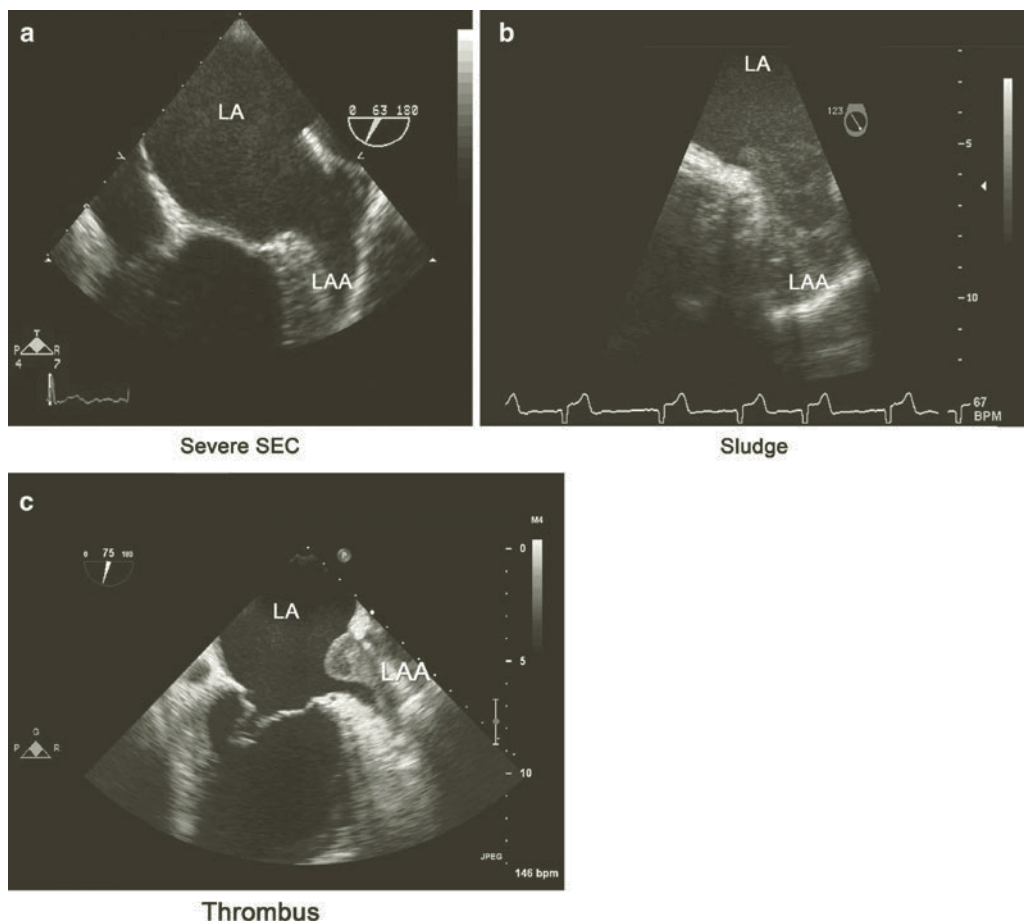 a
LA
0 63 180
LAA
T
P R
4 7
Severe SEC
b
LA
123
5
LAA
10
67
BPM
Sludge
c
M4
0 75 180
0
LA
LAA
5
G
P R
10
JPEG
146 bpm
Thrombus